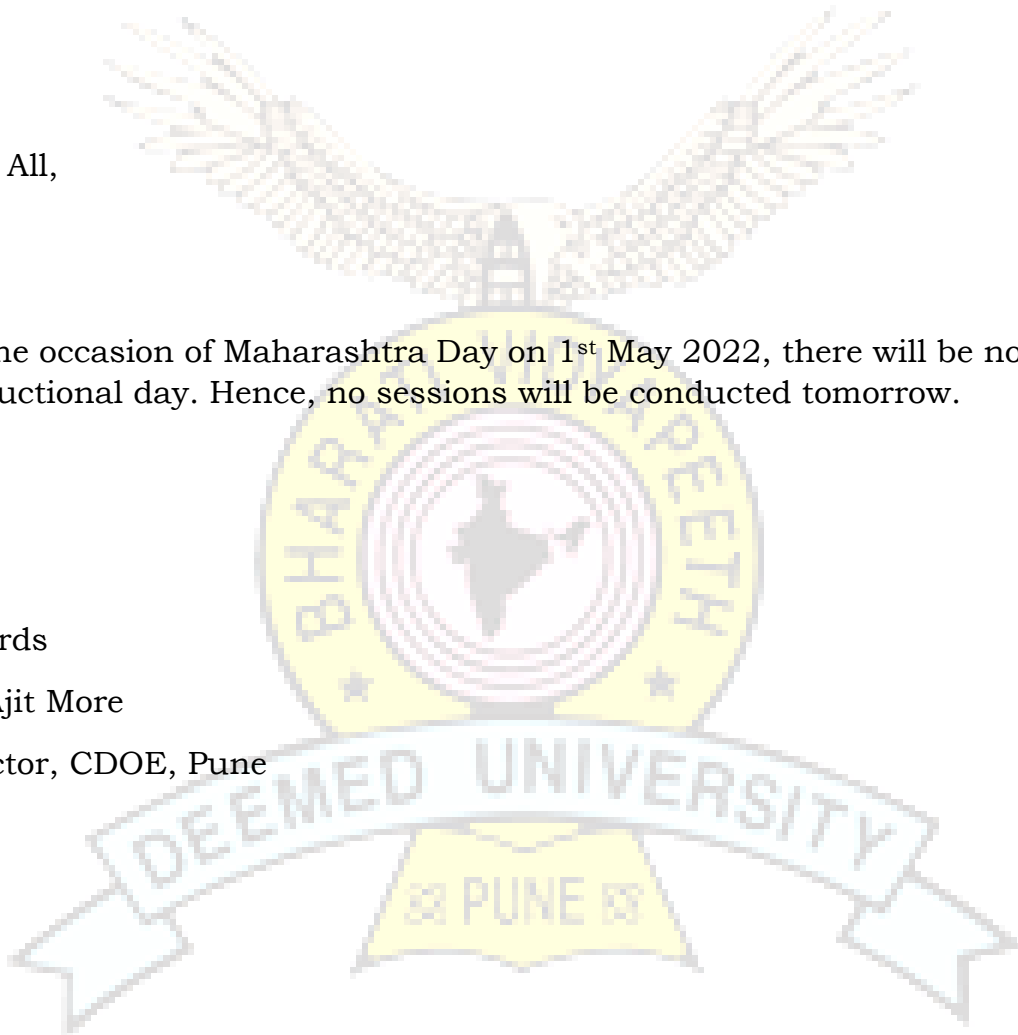 All,
he occasion of Maharashtra Day on 1st May 2022, there will be no
uctional day. Hence, no sessions will be conducted tomorrow.
rds
Ajit More
ctor, CDOE, Pune
BHARATI VIDYAPEETH
DEEMED UNIVERSITY
PUNE